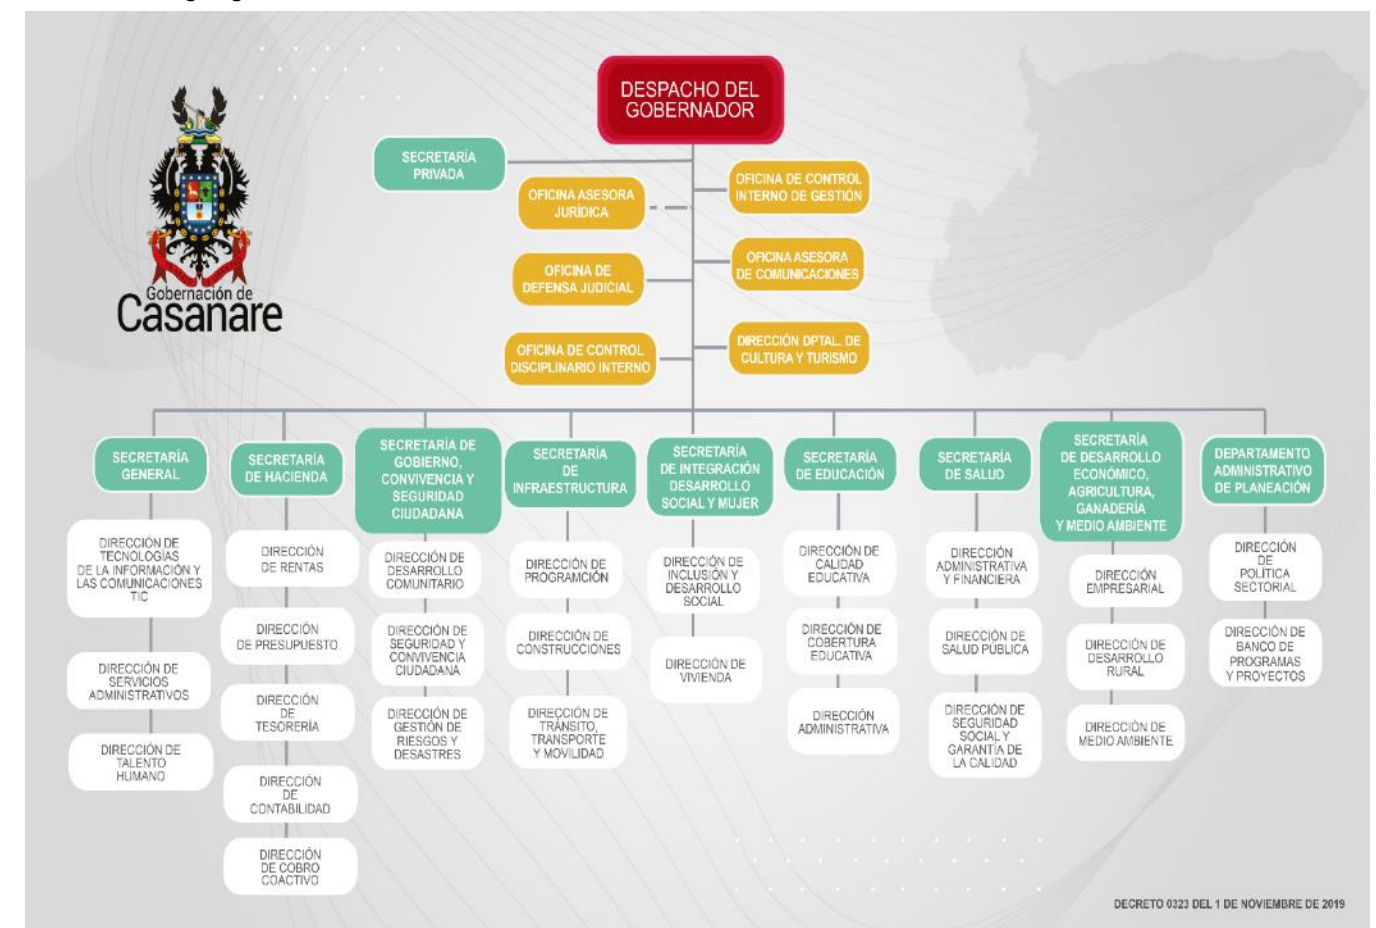 DESPACHO DEL
GOBERNADOR
SECRETARÍA
PRIVADA
OFICINA DE CONTROL
INTERNO DE GESTIÓN
OFICINA ASESORA
JURÍDICA
OFICINA ASESORA
DE COMUNICACIONES
OFICINA DE
DEFENSA JUDICIAL
DIRECCIÓN DPTAL. DE
CULTURA Y TURISMO
OFICINA DE CONTROL
DISCIPLINARIO INTERNO
Gobernación de
Casanare
SECRETARÍA
GENERAL
DIRECCIÓN DE
TECNOLOGÍAS
DE LA INFORMACIÓN Y
LAS COMUNICACIONES
TIC
DIRECCIÓN DE
SERVICIOS
ADMINISTRATIVOS
DIRECCIÓN DE
TALENTO
HUMANO
SECRETARÍA
DE HACIENDA
DIRECCIÓN
DE RENTAS
DIRECCIÓN
DE PRESUPUESTO
DIRECCIÓN
DE
TESORERÍA
DIRECCIÓN
DE
CONTABILIDAD
DIRECCIÓN
DE COBRO
COACTIVO
SECRETARÍA DE
GOBIERNO,
CONVIVENCIA Y
SEGURIDAD
CIUDADANA
DIRECCIÓN DE
DESARROLLO
COMUNITARIO
DIRECCIÓN DE
SEGURIDAD Y
CONVIVENCIA
CIUDADANA
DIRECCIÓN DE
GESTIÓN DE
RIESGOS Y
DESASTRES
SECRETARÍA
DE
INFRAESTRUCTURA
DIRECCIÓN DE
PROGRAMCIÓN
DIRECCIÓN DE
CONSTRUCCIONES
DIRECCIÓN DE
TRÁNSITO,
TRANSPORTE
Y MOVILIDAD
SECRETARÍA
DE INTEGRACIÓN
DESARROLLO
SOCIAL Y MUJER
DIRECCIÓN DE
INCLUSIÓN Y
DESARROLLO
SOCIAL
DIRECCIÓN DE
VIVIENDA
SECRETARÍA
DE EDUCACIÓN
DIRECCIÓN DE
CALIDAD
EDUCATIVA
DIRECCIÓN DE
COBERTURA
EDUCATIVA
DIRECCIÓN
ADMINISTRATIVA
SECRETARÍA
DE SALUD
DIRECCIÓN
ADMINISTRATIVA
Y FINANCIERA
DIRECCIÓN DE
SALUD PÚBLICA
DIRECCIÓN DE
SEGURIDAD
SOCIAL Y
GARANTÍA DE
LA CALIDAD
SECRETARÍA
DE DESARROLLO
ECONÓMICO,
AGRICULTURA,
GANADERÍA
Y MEDIO AMBIENTE
DIRECCIÓN
EMPRESARIAL
DIRECCIÓN DE
DESARROLLO
RURAL
DIRECCIÓN DE
MEDIO AMBIENTE
DEPARTAMENTO
ADMINISTRATIVO
DE PLANEACIÓN
DIRECCIÓN
DE
POLÍTICA
SECTORIAL
DIRECCIÓN DE
BANCO DE
PROGRAMAS
Y PROYECTOS
DECRETO 0323 DEL 1 DE NOVIEMBRE DE 2019